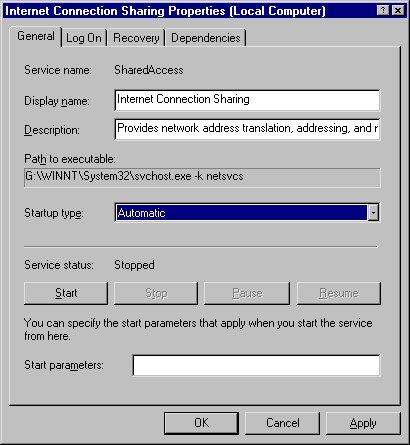 Internet Connection Sharing Properties (Local Computer)
General Log On Recovery Dependencies
Service name: SharedAccess
Display name: Internet Connection Sharing
Description: Provides network address translation, addressing, and
Path to executable:
G:\WINNT\System32\svchost.exe -k netsvcs
Startup type: Automatic
Service status: Stopped
Start Stop Pause Resume
You can specify the start parameters that apply when you start the service
from here.
Start parameters:
OK Cancel Apply